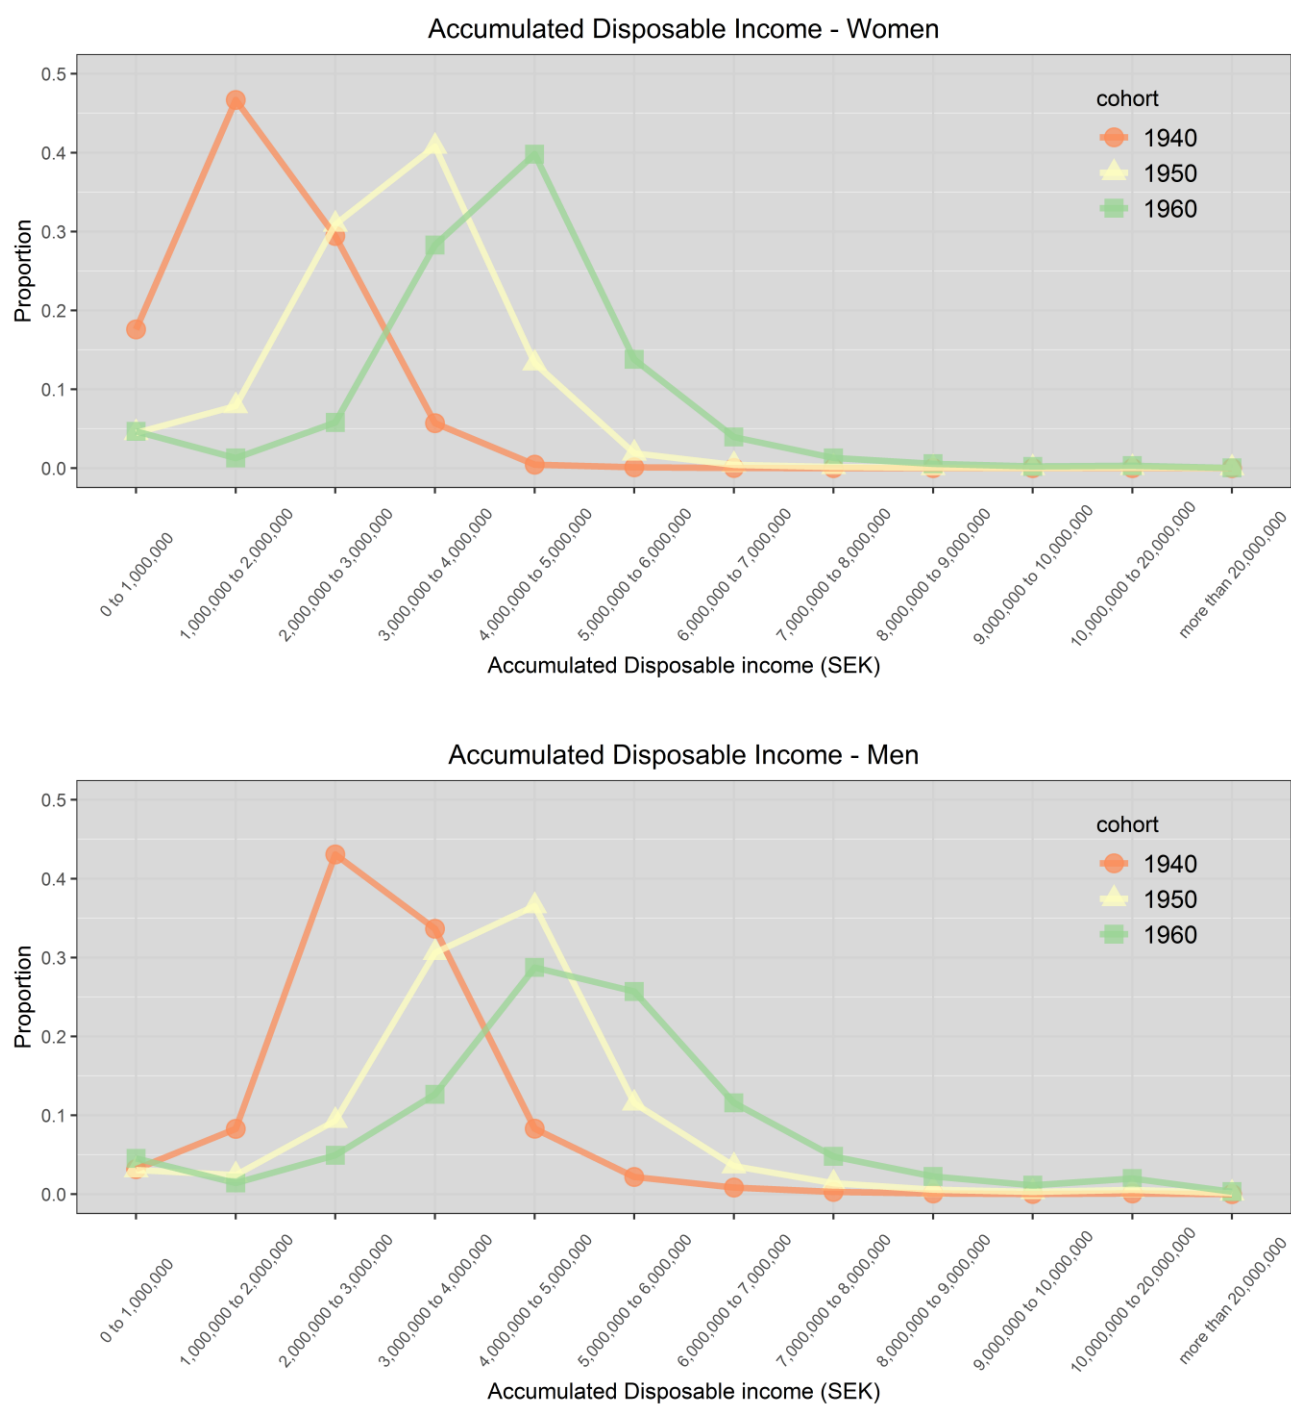 Accumulated Disposable Income - Women
0.5
0.4
0.3
0.2
0.1
0.0
Proportion
cohort
1940
1950
1960
0 to 1,000,000
1,000,000 to 2,000,000
2,000,000 to 3,000,000
3,000,000 to 4,000,000
4,000,000 to 5,000,000
5,000,000 to 6,000,000
6,000,000 to 7,000,000
7,000,000 to 8,000,000
8,000,000 to 9,000,000
9,000,000 to 10,000,000
10,000,000 to 20,000,000
more than 20,000,000
Accumulated Disposable income (SEK)
Accumulated Disposable Income - Men
0.5
0.4
0.3
0.2
0.1
0.0
Proportion
cohort
1940
1950
1960
0 to 1,000,000
1,000,000 to 2,000,000
2,000,000 to 3,000,000
3,000,000 to 4,000,000
4,000,000 to 5,000,000
5,000,000 to 6,000,000
6,000,000 to 7,000,000
7,000,000 to 8,000,000
8,000,000 to 9,000,000
9,000,000 to 10,000,000
10,000,000 to 20,000,000
more than 20,000,000
Accumulated Disposable income (SEK)